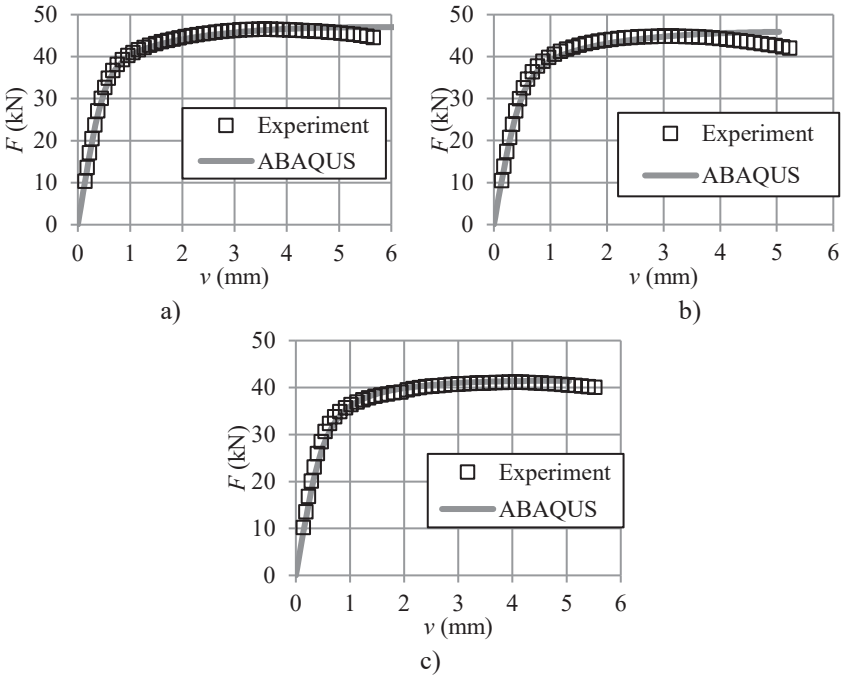 50
40
30
20
10
0
F (kN)
Experiment
ABAQUS
0 1 2 3 4 5 6
v (mm)
a)
50
40
30
20
10
0
F (kN)
Experiment
ABAQUS
0 1 2 3 4 5 6
v (mm)
b)
50
40
30
20
10
0
F (kN)
Experiment
ABAQUS
0 1 2 3 4 5 6
v (mm)
c)